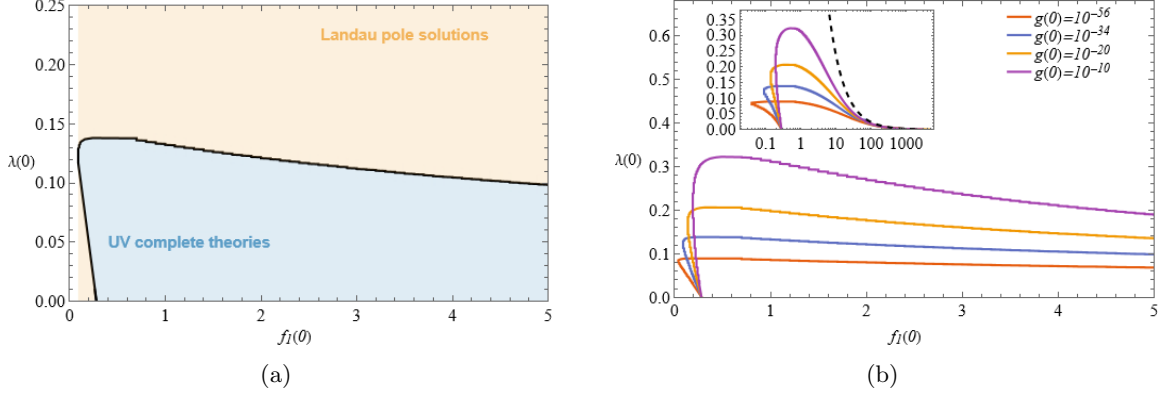 0.25
0.20
0.15
λ(0)
0.10
0.05
0.00
0 1 2 3 4 5
f1(0)
Landau pole solutions
UV complete theories
(a)
0.6
0.5
0.4
λ(0) 0.3
0.2
0.1
0.0
0 1 2 3 4 5
f1(0)
0.35
0.30
0.25
0.20
0.15
0.10
0.05
0.00
0.1 1 10 100 1000
g(0)=10⁻⁵⁶
g(0)=10⁻³⁴
g(0)=10⁻²⁰
g(0)=10⁻¹⁰
(b)